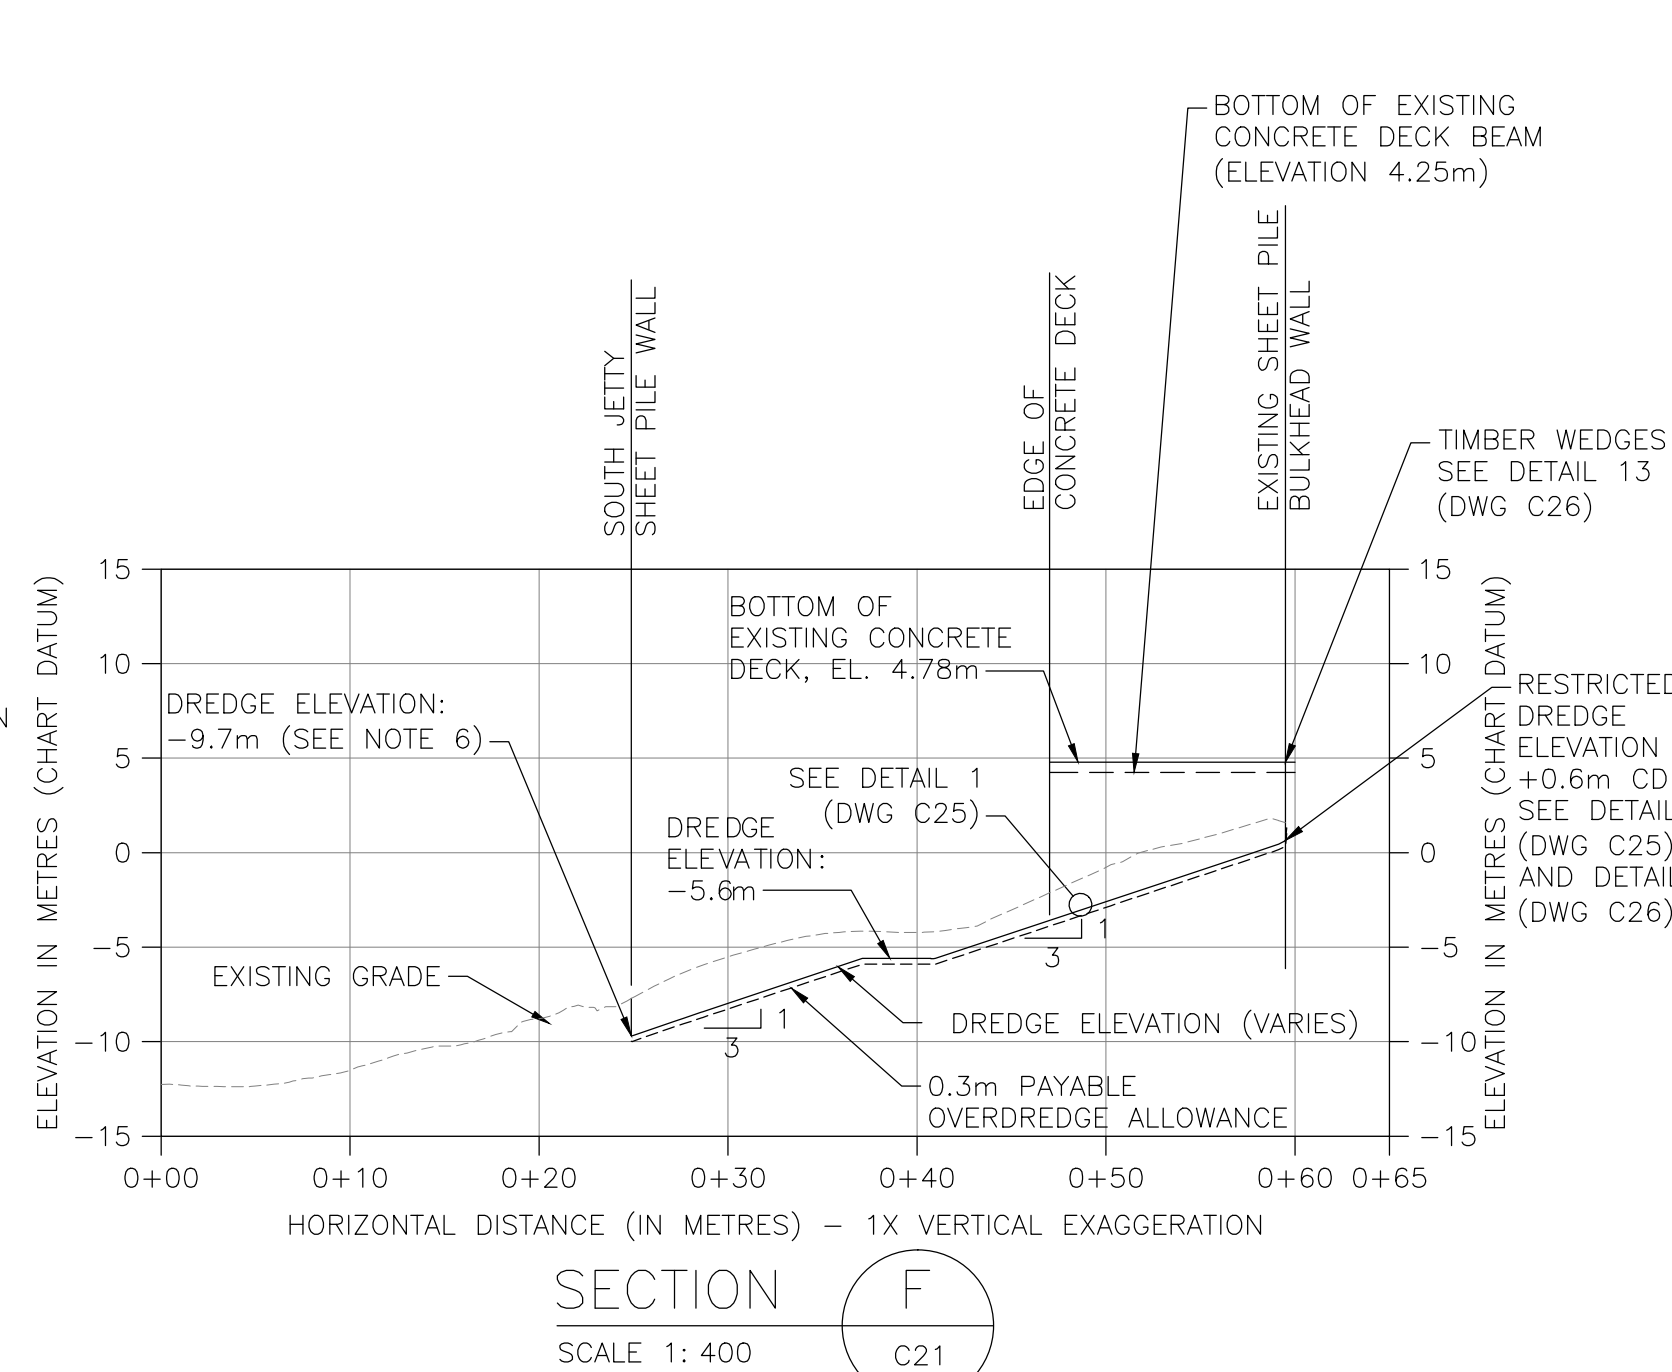 BOTTOM OF EXISTING
CONCRETE DECK BEAM
(ELEVATION 4.25m)
SOUTH JETTY
SHEET PILE WALL
EDGE OF
CONCRETE DECK
EXISTING SHEET PILE
BULKHEAD WALL
TIMBER WEDGES
SEE DETAIL 13
(DWG C26)
ELEVATION IN METRES (CHART DATUM)
15
10
5
0
-5
-10
-15
BOTTOM OF
EXISTING CONCRETE
DECK, EL. 4.78m
DREDGE ELEVATION:
-9.7m (SEE NOTE 6)
SEE DETAIL 1
(DWG C25)
DREDGE
ELEVATION:
-5.6m
EXISTING GRADE
1
3
1
3
DREDGE ELEVATION (VARIES)
0.3m PAYABLE
OVERDREDGE ALLOWANCE
15
10
5
0
-5
-10
-15
ELEVATION IN METRES (CHART DATUM)
RESTRICTED
DREDGE
ELEVATION
+0.6m CD
SEE DETAIL
(DWG C25)
AND DETAIL
(DWG C26)
0+00 0+10 0+20 0+30 0+40 0+50 0+60 0+65
HORIZONTAL DISTANCE (IN METRES) - 1X VERTICAL EXAGGERATION
SECTION F
SCALE 1: 400 C21